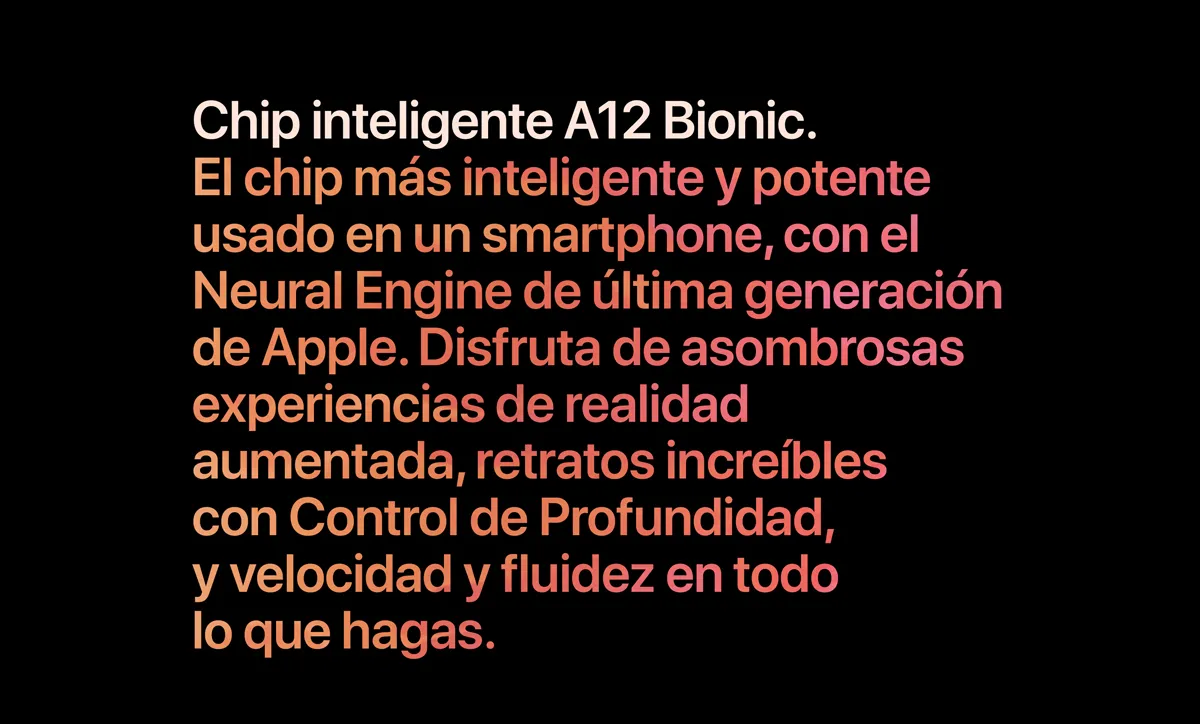 Chip inteligente A12 Bionic.
El chip más inteligente y potente
usado en un smartphone, con el
Neural Engine de última generación
de Apple. Disfruta de asombrosas
experiencias de realidad
aumentada, retratos increíbles
con Control de Profundidad,
y velocidad y fluidez en todo
lo que hagas.